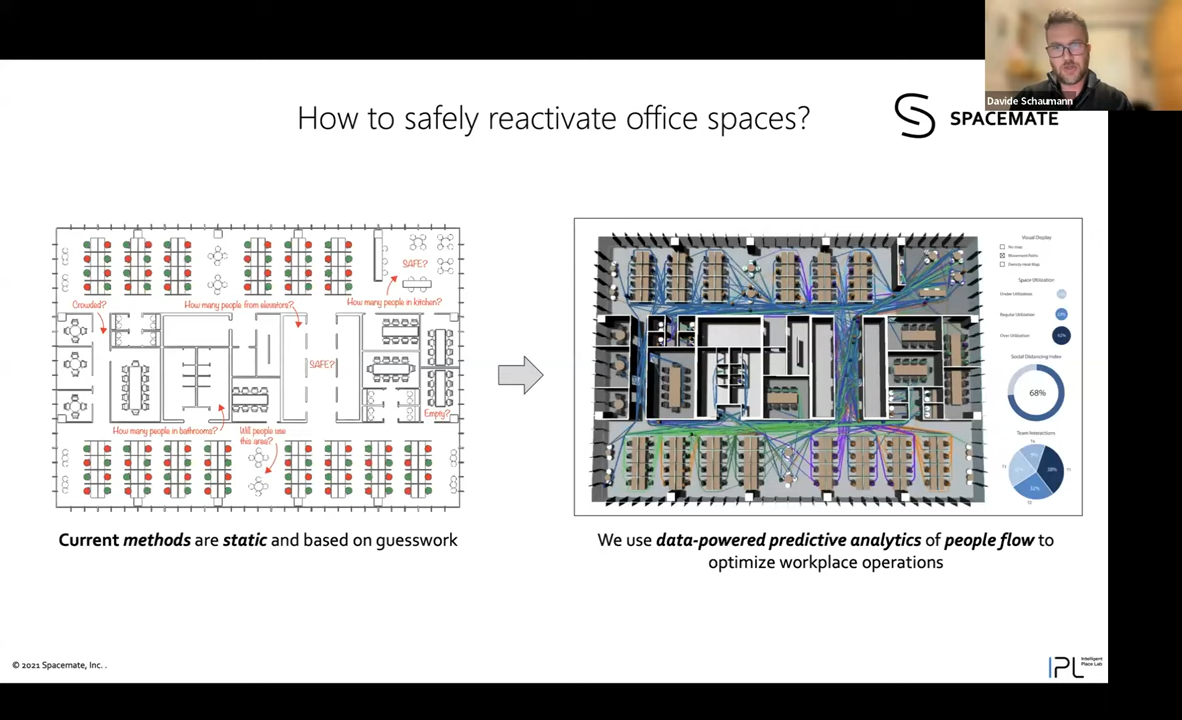 Davide Schaumann
How to safely reactivate office spaces?
SPACEMATE
SAFE?
Crowded?
How many people from elevators?
How many people in kitchen?
SAFE?
Empty?
How many people in bathrooms?
Will people use
this area?
Visual Display
No map
Movement Paths
Density Heat Map
Space Utilization
Under Utilization
Regular Utilization
Over Utilization
Social Distancing Index
68%
Team Interactions
38%
32%
Current methods are static and based on guesswork
We use data-powered predictive analytics of people flow to
optimize workplace operations
© 2021 Spacemate, Inc. .
IPL
Intelligent
Place Lab